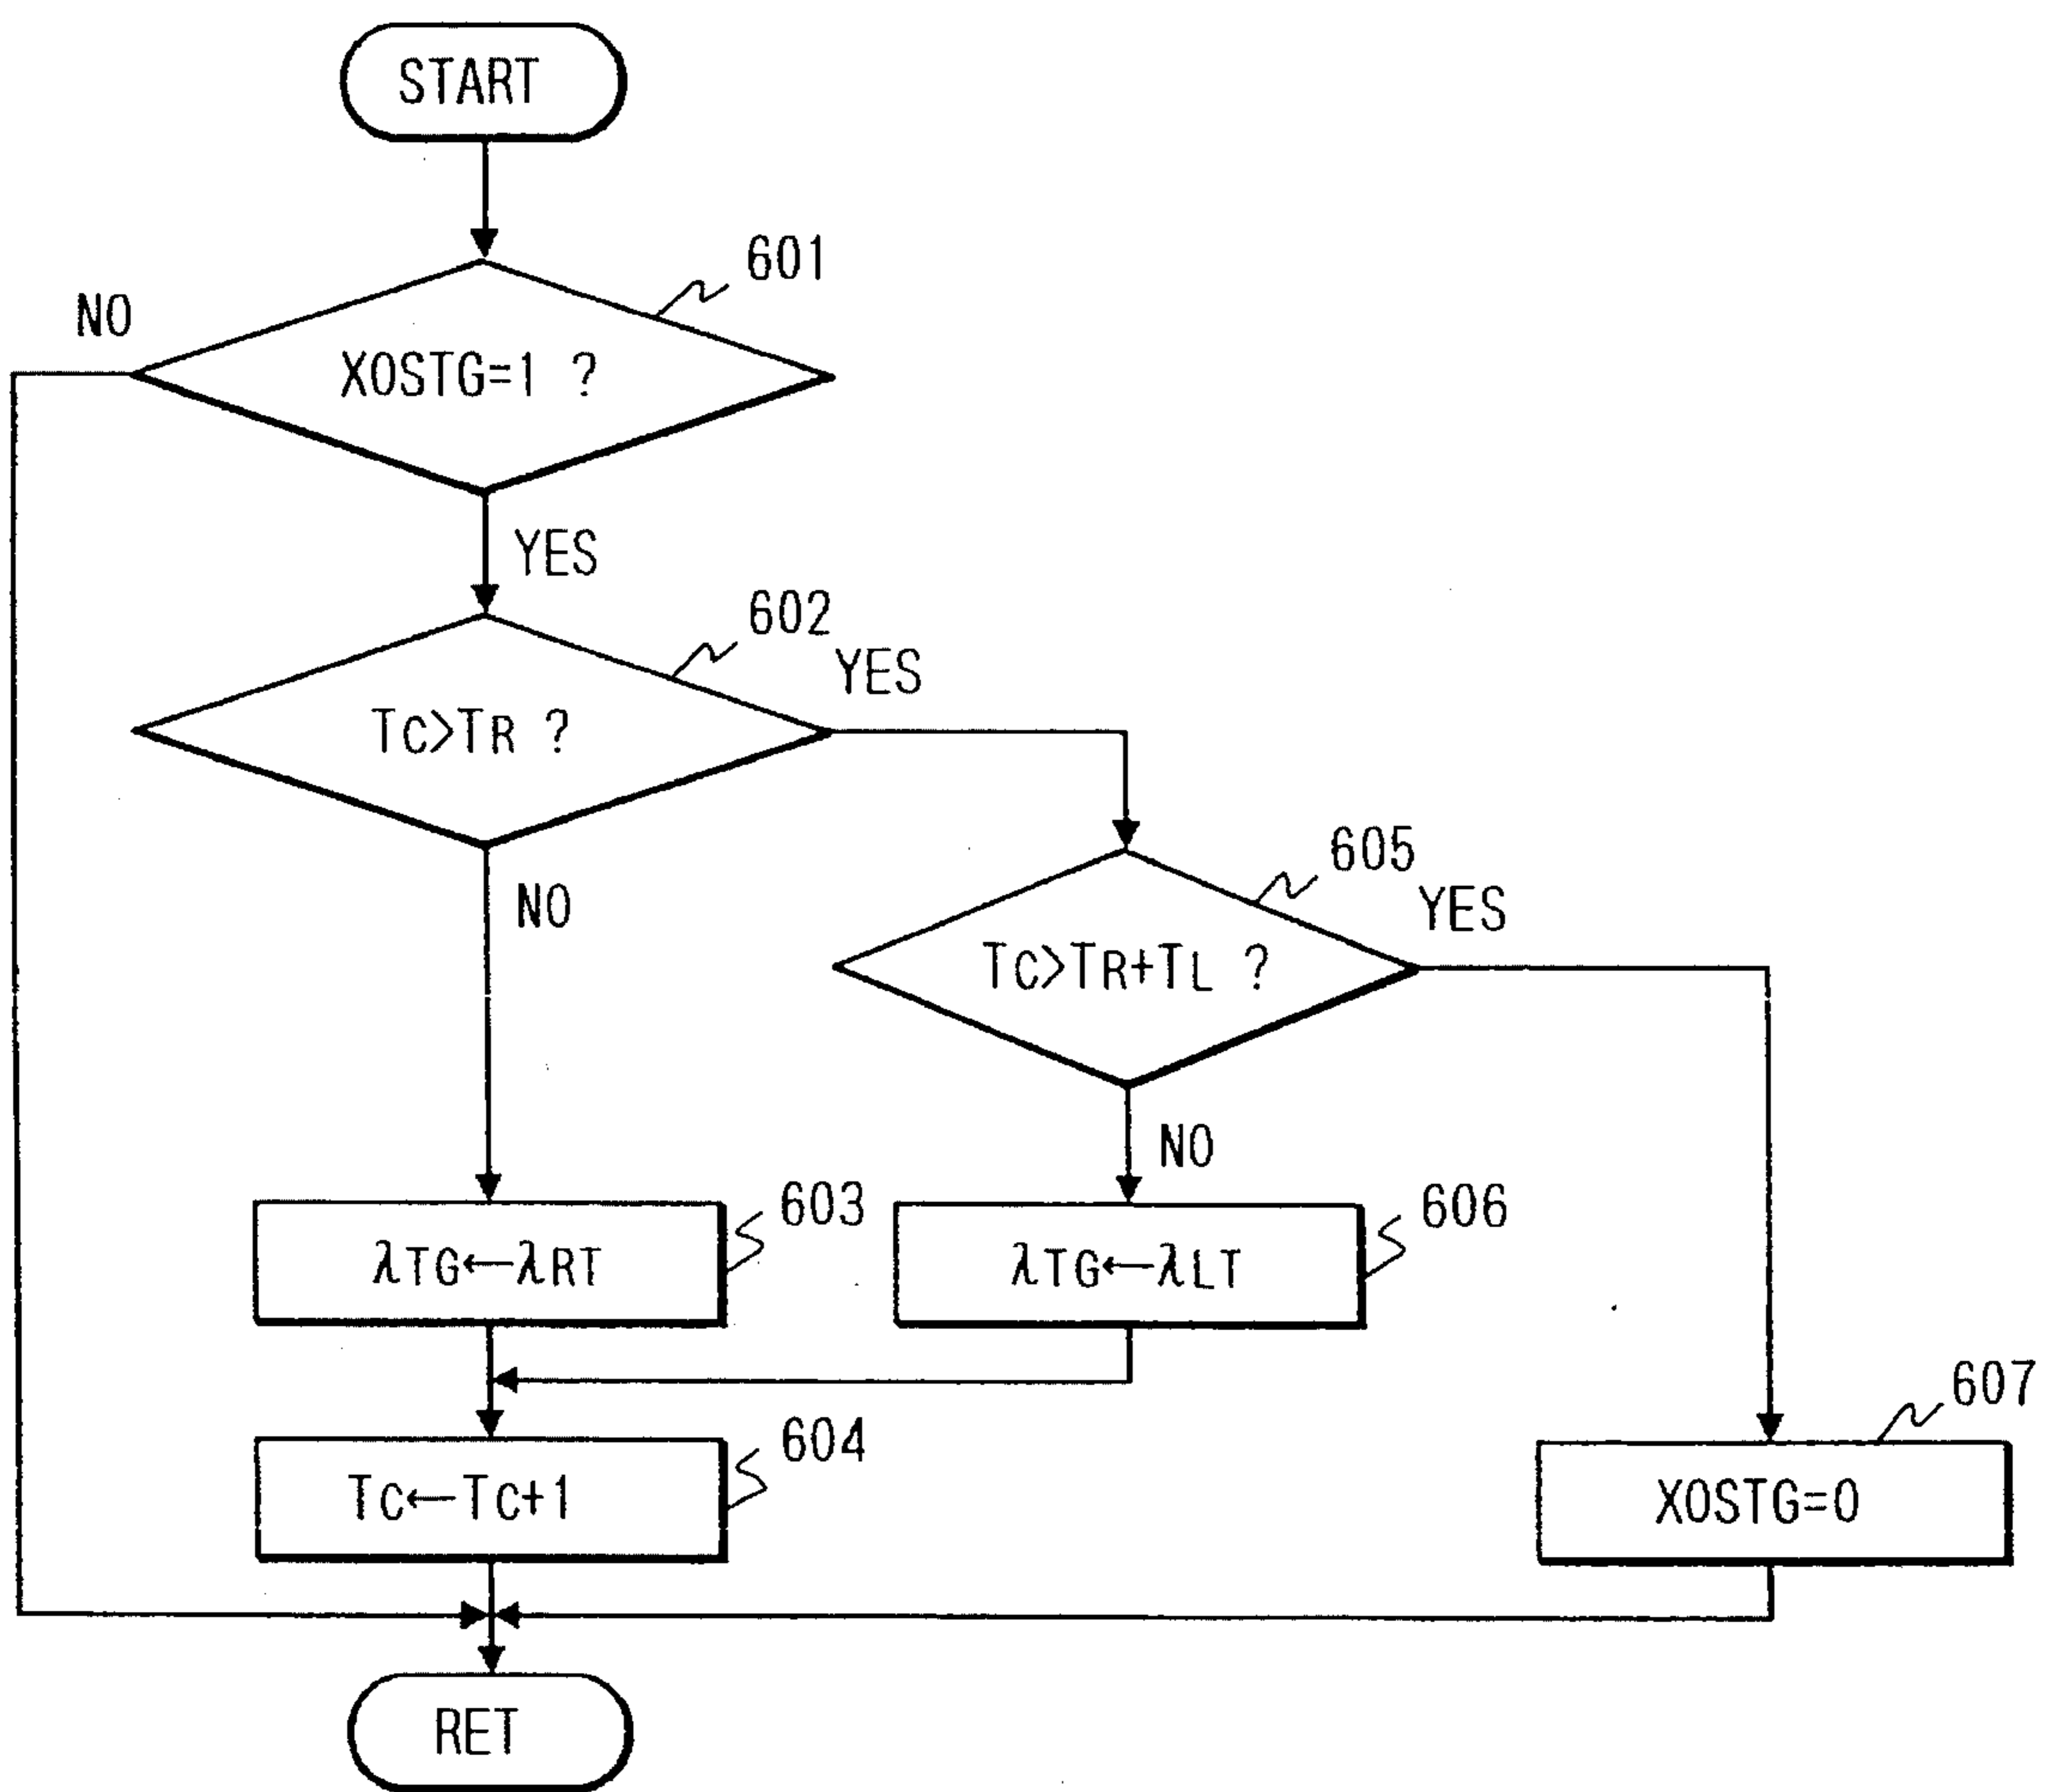 START
601
NO
XOSTG=1 ?
YES
602
YES
TC>TR ?
605
YES
NO
TC>TR+TL ?
NO
603
606
λTG←λRT
λTG←λLT
607
604
TC←TC+1
XOSTG=0
RET